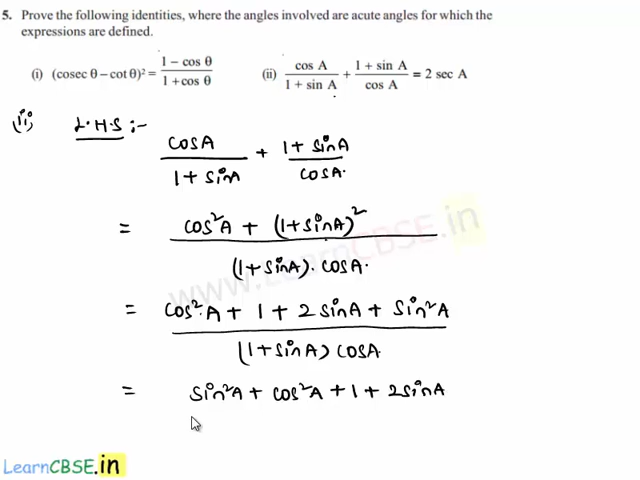 5. Prove the following identities, where the angles involved are acute angles for which the
expressions are defined.
(i) (cosec θ – cot θ)² = (1 – cos θ)/(1 + cos θ)
(ii) cos A/(1 + sin A) + (1 + sin A)/cos A = 2 sec A
(ii) L.H.S :-
cosA/(1 + sinA) + (1 + sinA)/cosA.
= (cos²A + (1+sinA)²)/((1+sinA). cosA.)
= (cos²A + 1 + 2sinA + sin²A)/((1+sinA) cosA.)
= sin²A + cos²A + 1 + 2sinA
www.LearnCBSE.in
LearnCBSE.in